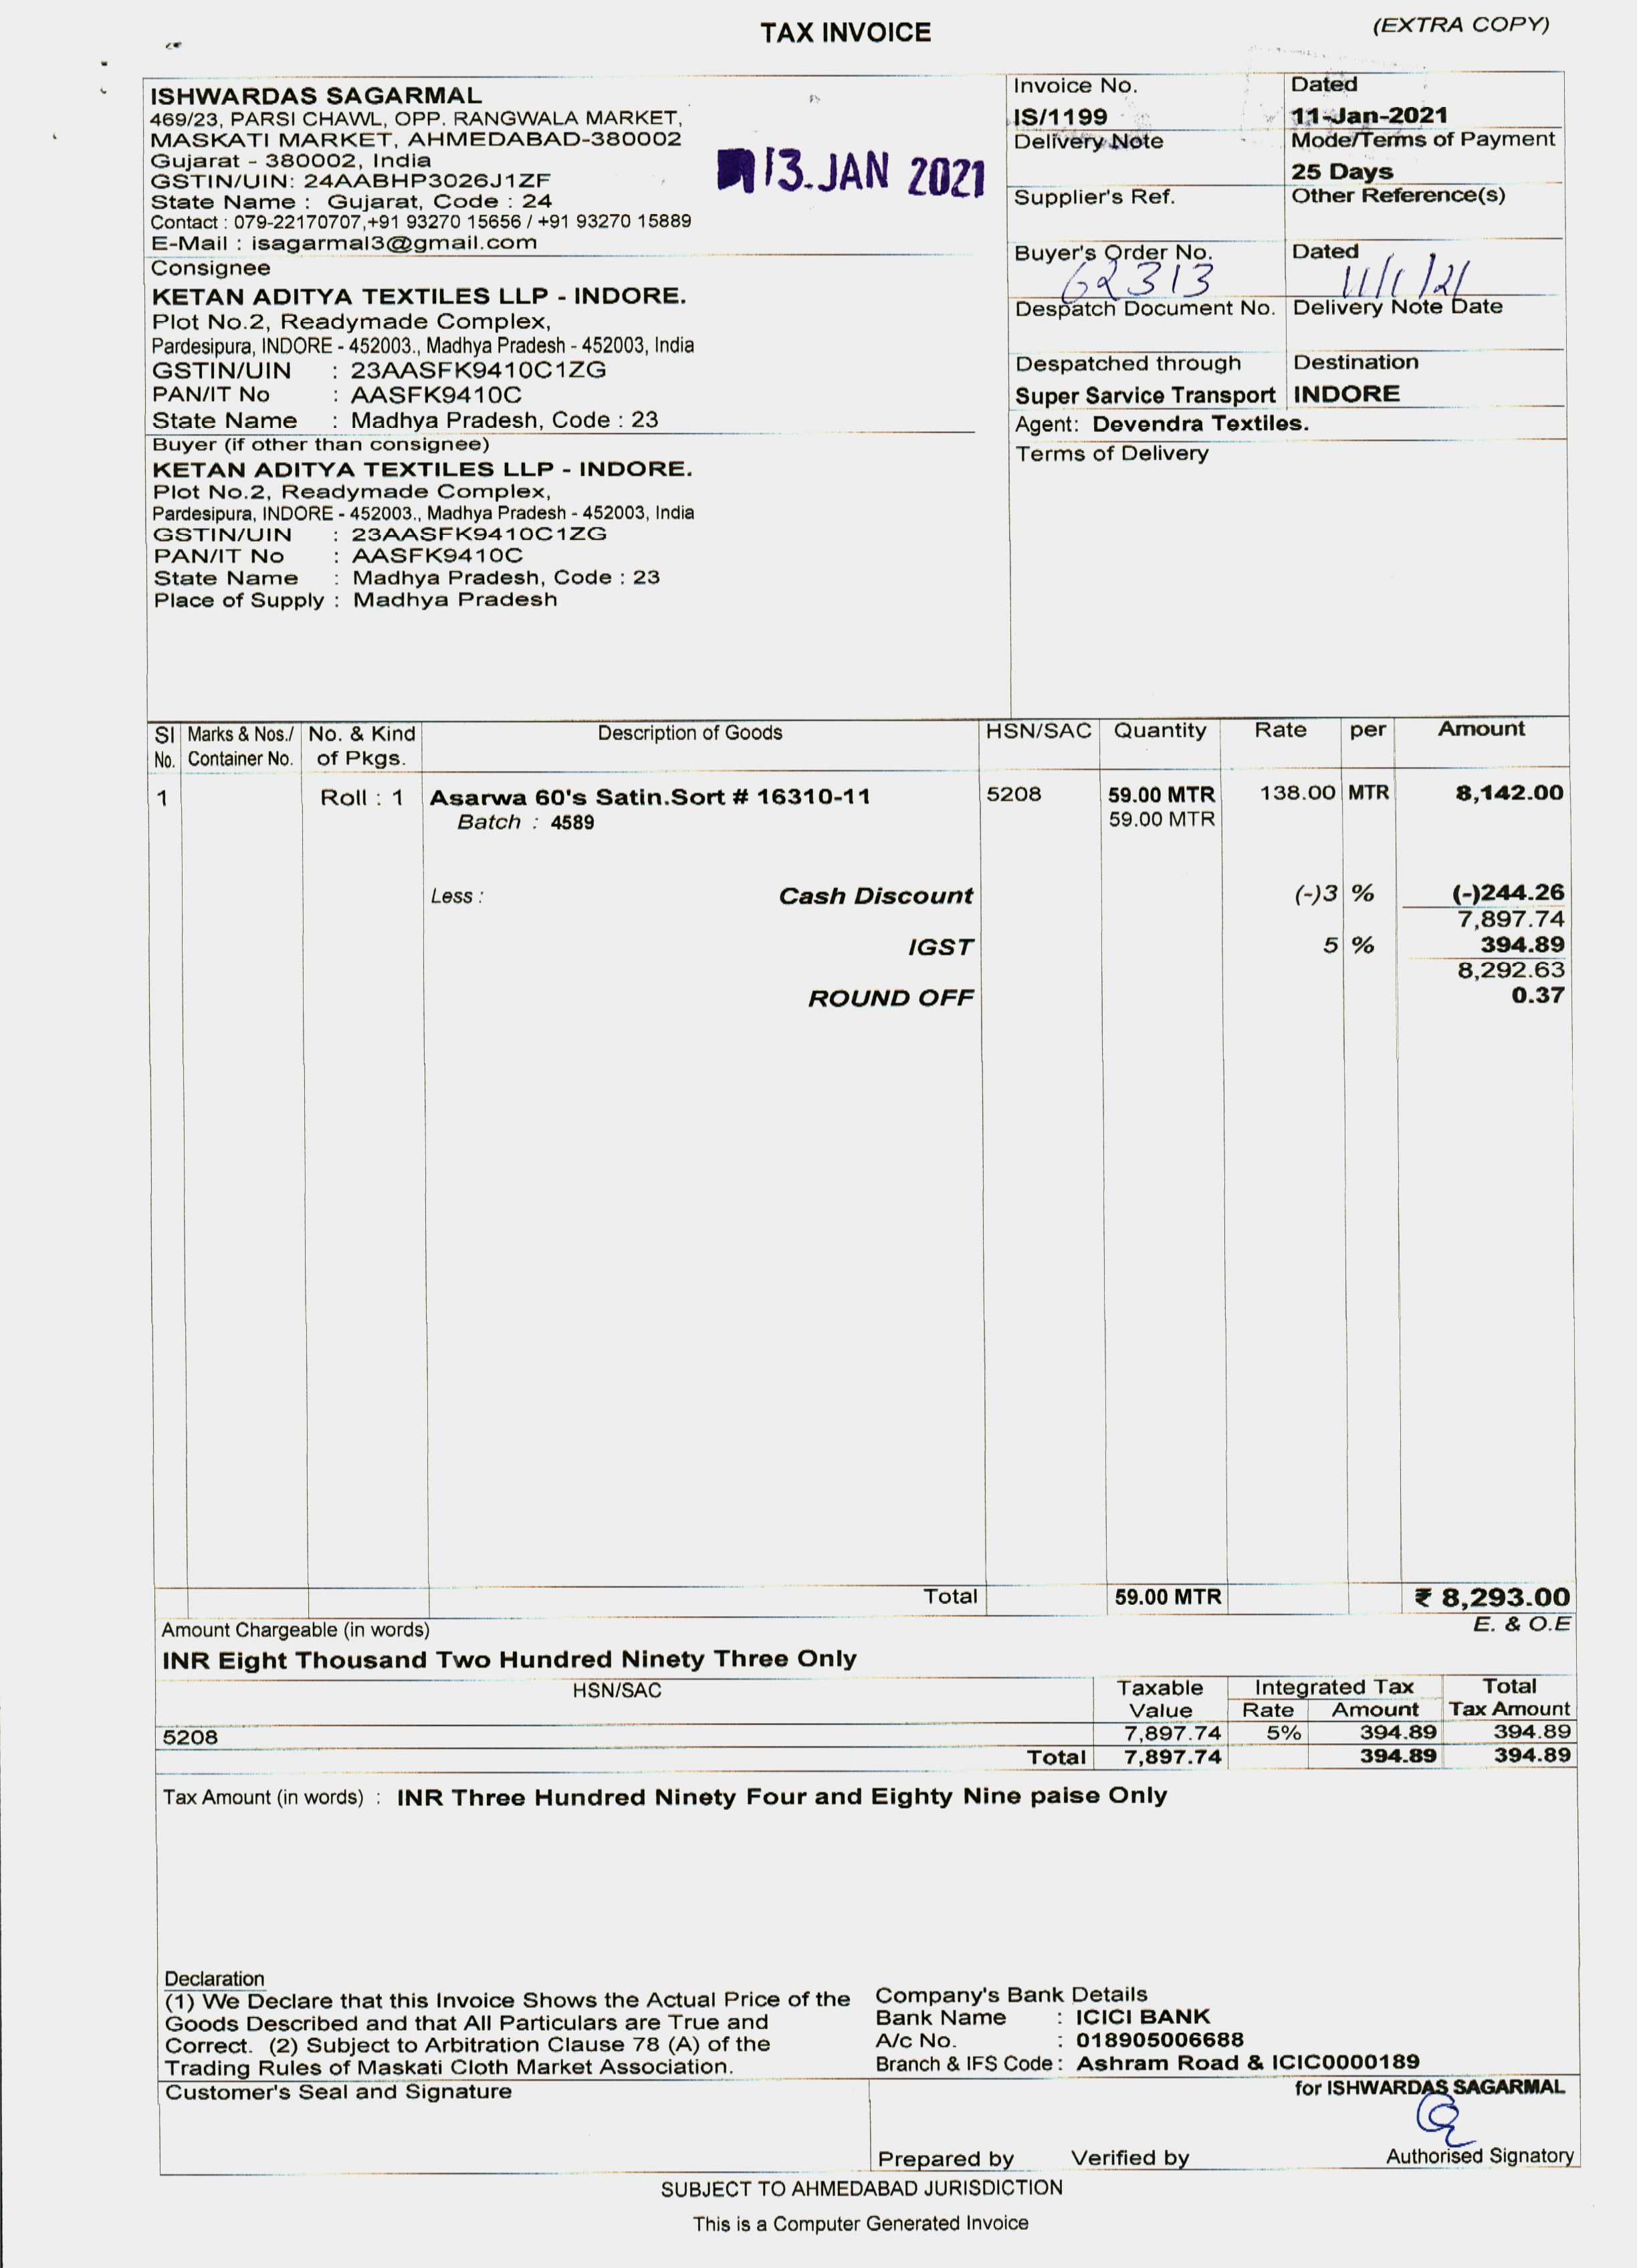 TAX INVOICE
(EXTRA COPY)
ISHWARDAS SAGARMAL
469/23, PARSI CHAWL, OPP. RANGWALA MARKET,
MASKATI MARKET, AHMEDABAD-380002
Gujarat - 380002, India
GSTIN/UIN: 24AABHP3026J1ZF
State Name : Gujarat, Code : 24
Contact : 079-22170707,+91 93270 15656 / +91 93270 15889
E-Mail : isagarmal3@gmail.com
13. JAN 2021
Invoice No.
IS/1199
Dated
11-Jan-2021
Delivery Note
Mode/Terms of Payment
25 Days
Supplier's Ref.
Other Reference(s)
Buyer's Order No.
62313
Dated
11/1/21
Despatch Document No.
Delivery Note Date
Despatched through
Super Sarvice Transport
Destination
INDORE
Agent: Devendra Textiles.
Terms of Delivery
Consignee
KETAN ADITYA TEXTILES LLP - INDORE.
Plot No.2, Readymade Complex,
Pardesipura, INDORE - 452003., Madhya Pradesh - 452003, India
GSTIN/UIN : 23AASFK9410C1ZG
PAN/IT No : AASFK9410C
State Name : Madhya Pradesh, Code : 23
Buyer (if other than consignee)
KETAN ADITYA TEXTILES LLP - INDORE.
Plot No.2, Readymade Complex,
Pardesipura, INDORE - 452003., Madhya Pradesh - 452003, India
GSTIN/UIN : 23AASFK9410C1ZG
PAN/IT No : AASFK9410C
State Name : Madhya Pradesh, Code : 23
Place of Supply : Madhya Pradesh
SI Marks & Nos./ No. & Kind Description of Goods HSN/SAC Quantity Rate per Amount
No. Container No. of Pkgs.
1 Roll : 1 Asarwa 60's Satin.Sort # 16310-11 5208 59.00 MTR 138.00 MTR 8,142.00
Batch : 4589 59.00 MTR
Less : Cash Discount (-)3 % (-)244.26
7,897.74
IGST 5 % 394.89
8,292.63
ROUND OFF 0.37
Total 59.00 MTR ₹ 8,293.00
Amount Chargeable (in words) E. & O.E
INR Eight Thousand Two Hundred Ninety Three Only
HSN/SAC Taxable Integrated Tax Total
Value Rate Amount Tax Amount
5208 7,897.74 5% 394.89 394.89
Total 7,897.74 394.89 394.89
Tax Amount (in words) : INR Three Hundred Ninety Four and Eighty Nine paise Only
Declaration
(1) We Declare that this Invoice Shows the Actual Price of the
Goods Described and that All Particulars are True and
Correct. (2) Subject to Arbitration Clause 78 (A) of the
Trading Rules of Maskati Cloth Market Association.
Company's Bank Details
Bank Name : ICICI BANK
A/c No. : 018905006688
Branch & IFS Code : Ashram Road & ICIC0000189
Customer's Seal and Signature
for ISHWARDAS SAGARMAL
Prepared by Verified by Authorised Signatory
SUBJECT TO AHMEDABAD JURISDICTION
This is a Computer Generated Invoice